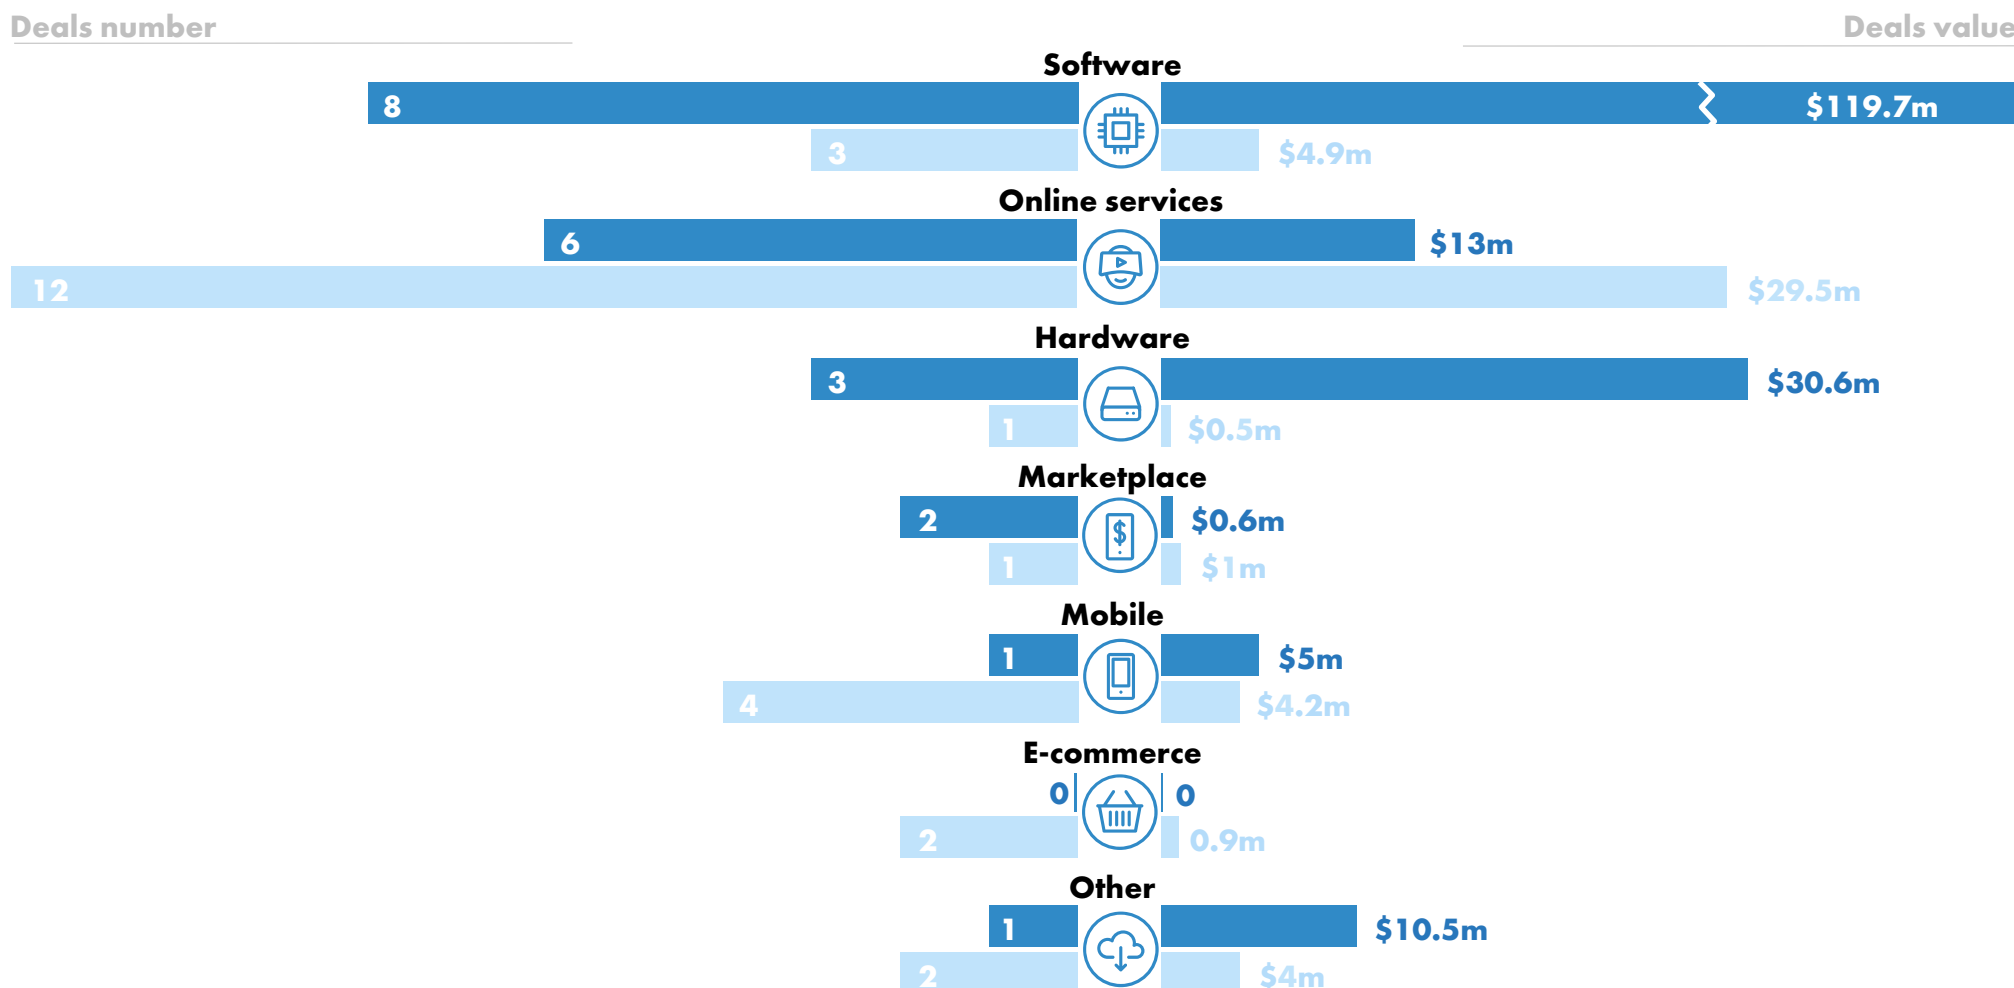 Deals number
Deals value
Software
8
$119.7m
3
$4.9m
Online services
6
$13m
12
$29.5m
Hardware
3
$30.6m
1
$0.5m
Marketplace
2
$
$0.6m
1
$1m
Mobile
1
$5m
4
$4.2m
E-commerce
0
0
2
0.9m
Other
1
$10.5m
2
$4m